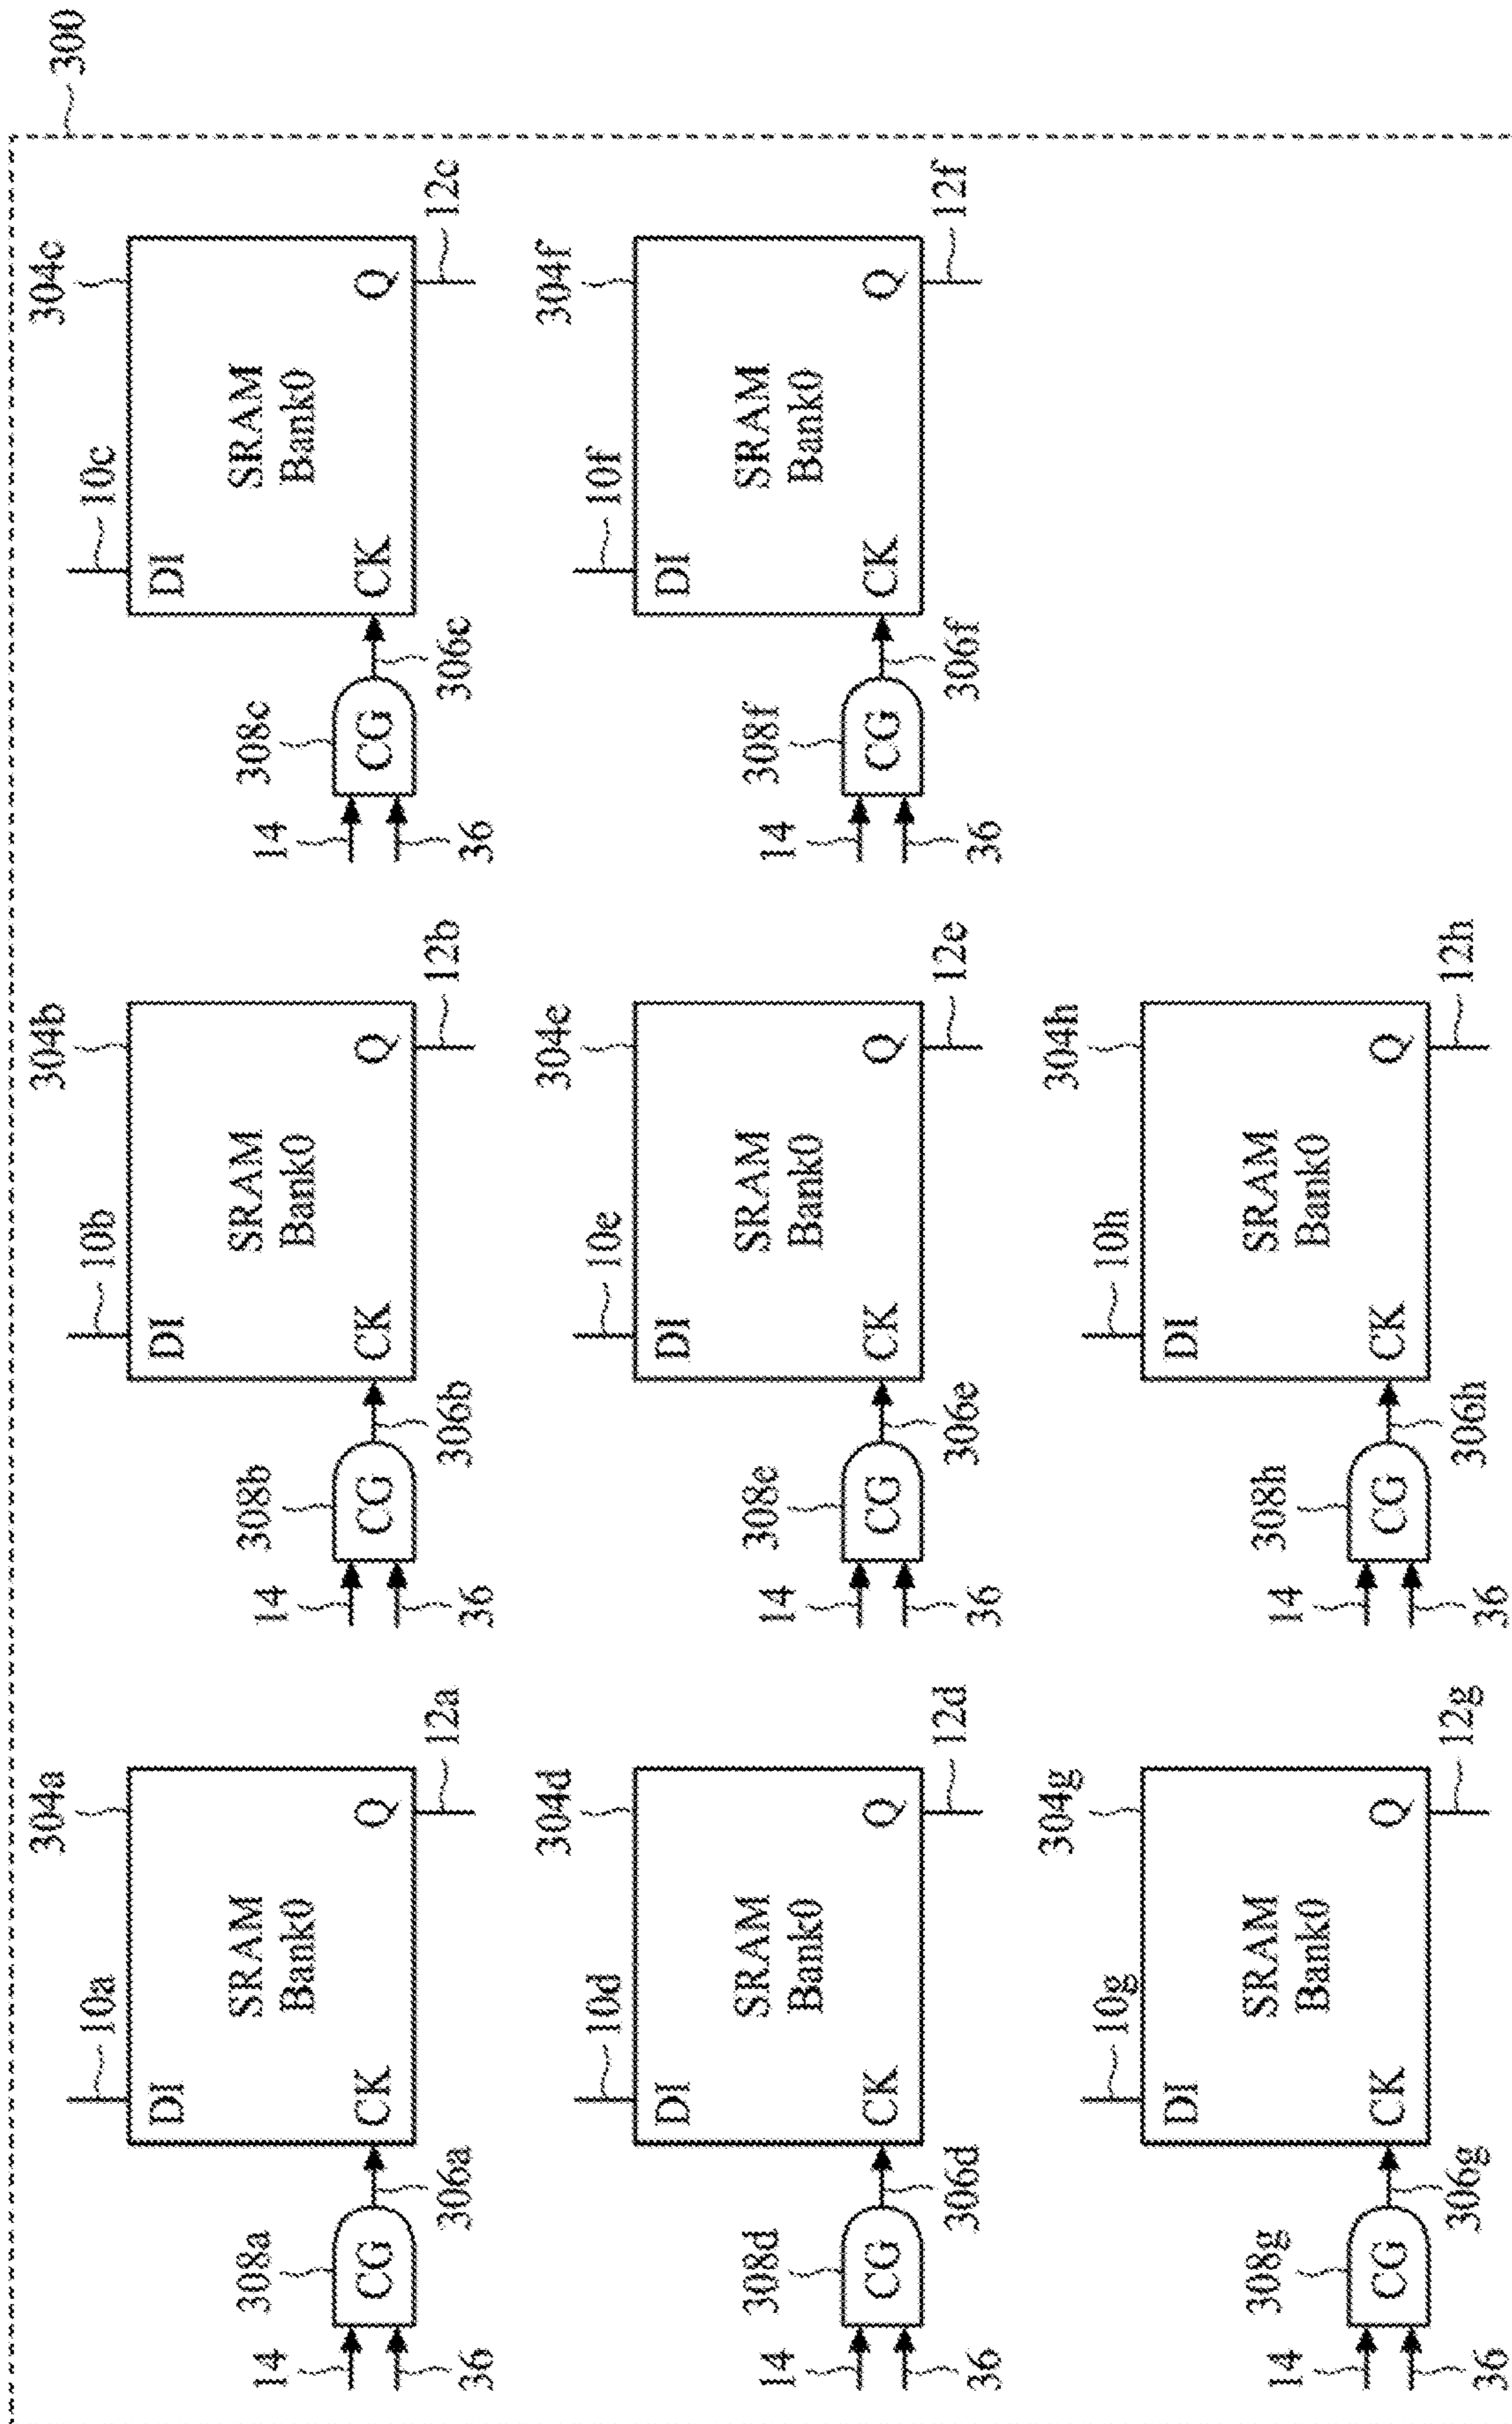 300
304a
10a
DI
SRAM
Bank0
308a
14
CG
CK
Q
36
306a
12a
304b
10b
DI
SRAM
Bank0
308b
14
CG
CK
Q
36
306b
12b
304c
10c
DI
SRAM
Bank0
308c
14
CG
CK
Q
36
306c
12c
304d
10d
DI
SRAM
Bank0
308d
14
CG
CK
Q
36
306d
12d
304e
10e
DI
SRAM
Bank0
308e
14
CG
CK
Q
36
306e
12e
304f
10f
DI
SRAM
Bank0
308f
14
CG
CK
Q
36
306f
12f
304g
10g
DI
SRAM
Bank0
308g
14
CG
CK
Q
36
306g
12g
304h
10h
DI
SRAM
Bank0
308h
14
CG
CK
Q
36
306h
12h